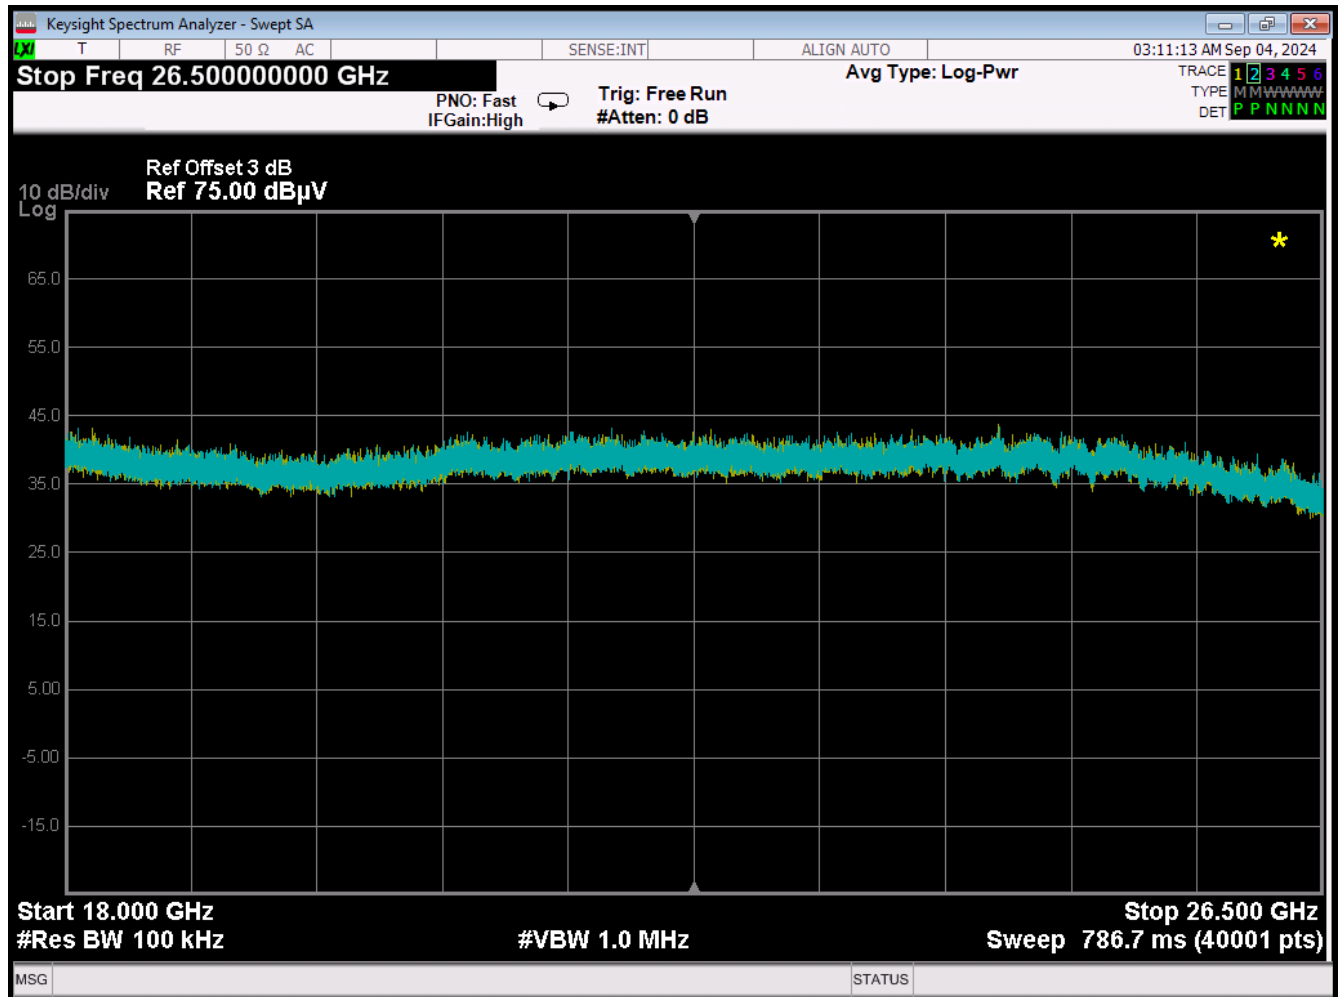 Keysight Spectrum Analyzer - Swept SA
LXI T RF 50 Ω AC SENSE:INT ALIGN AUTO 03:11:13 AM Sep 04, 2024
Stop Freq 26.500000000 GHz
Avg Type: Log-Pwr
TRACE 1 2 3 4 5 6
TYPE M M W W W W
DET P P N N N N
PNO: Fast
IFGain:High
Trig: Free Run
#Atten: 0 dB
Ref Offset 3 dB
10 dB/div Ref 75.00 dBµV
Log
*
65.0
55.0
45.0
35.0
25.0
15.0
5.00
-5.00
-15.0
Start 18.000 GHz Stop 26.500 GHz
#Res BW 100 kHz #VBW 1.0 MHz Sweep 786.7 ms (40001 pts)
MSG STATUS